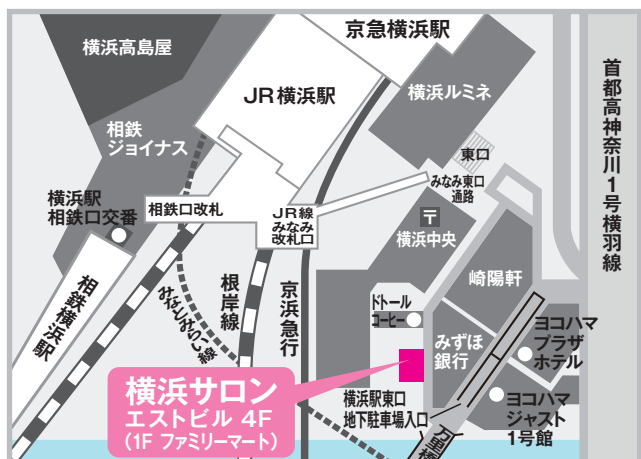 京急横浜駅
横浜高島屋
JR横浜駅
横浜ルミネ
首都高神奈川1号横羽線
相鉄
ジョイナス
東口
みなみ東口
通路
横浜駅
相鉄口交番
相鉄口改札
JR線
みなみ
改札口
〒
横浜中央
崎陽軒
相鉄横浜駅
みなとみらい線
根岸線
京浜急行
ドトール
コーヒー
みずほ
銀行
ヨコハマ
プラザ
ホテル
横浜サロン
エストビル 4F
(1F ファミリーマート)
横浜駅東口
地下駐車場入口
ヨコハマ
ジャスト
1号館
万里橋